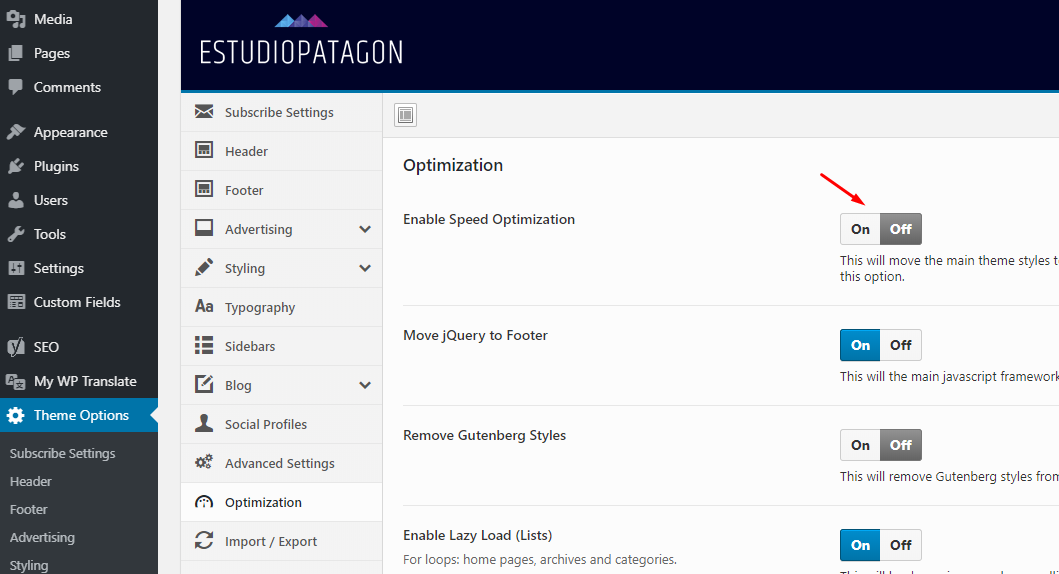 Media
Pages
Comments
Appearance
Plugins
Users
Tools
Settings
Custom Fields
SEO
My WP Translate
Theme Options
Subscribe Settings
Header
Footer
Advertising
Styling
ESTUDIOPATAGON
Subscribe Settings
Header
Footer
Advertising
Styling
Aa Typography
Sidebars
Blog
Social Profiles
Advanced Settings
Optimization
Import / Export
Optimization
Enable Speed Optimization
On Off
This will move the main theme styles t
this option.
Move jQuery to Footer
On Off
This will the main javascript framework
Remove Gutenberg Styles
On Off
This will remove Gutenberg styles from
Enable Lazy Load (Lists)
For loops: home pages, archives and categories.
On Off